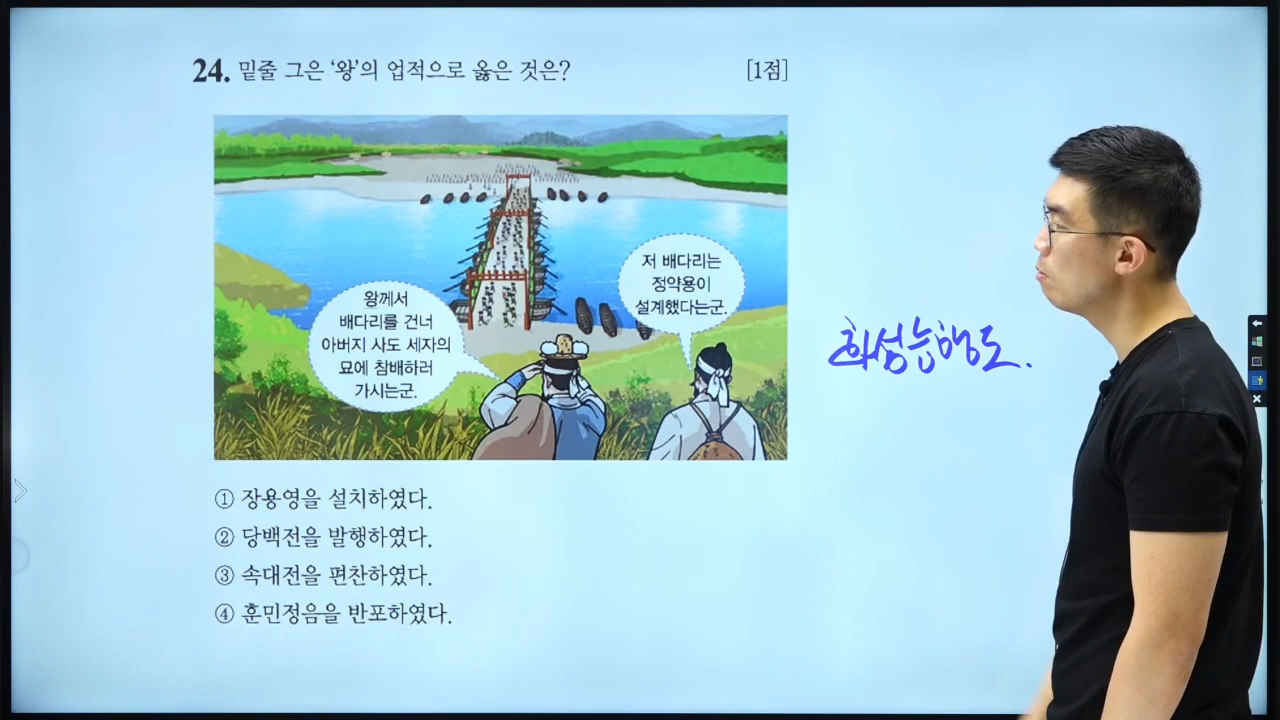 24. 밑줄 그은 '왕'의 업적으로 옳은 것은? [1점]
왕께서
배다리를 건너
아버지 사도 세자의
묘에 참배하러
가시는군.
저 배다리는
정약용이
설계했다는군.
화성능행도.
① 장용영을 설치하였다.
② 당백전을 발행하였다.
③ 속대전을 편찬하였다.
④ 훈민정음을 반포하였다.